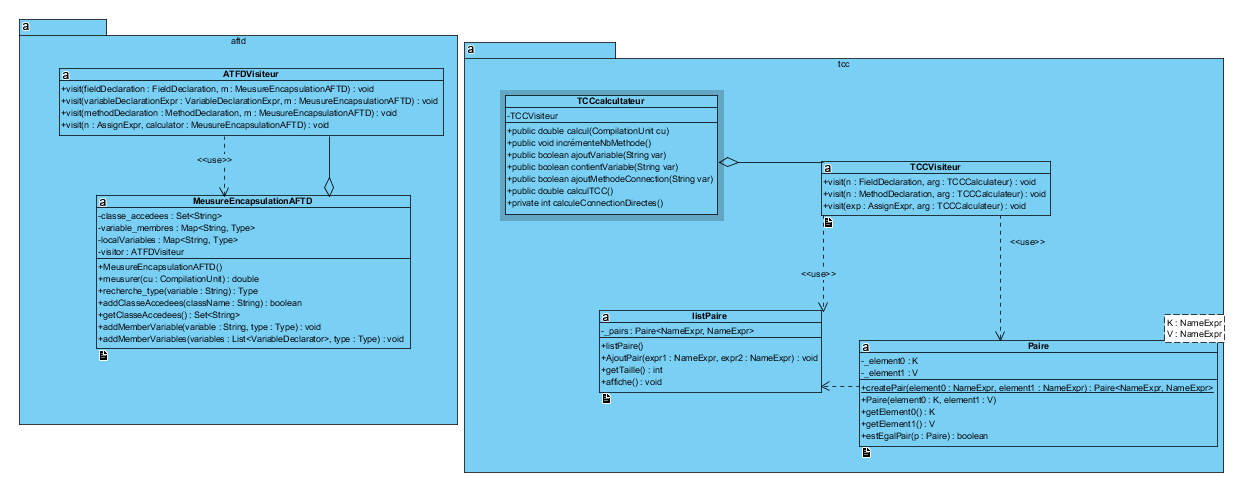 a
aftd
a
ATFDVisiteur
+visit(fieldDeclaration : FieldDeclaration, m : MeusureEncapsulationAFTD) : void
+visit(variableDeclarationExpr : VariableDeclarationExpr, m : MeusureEncapsulationAFTD) : void
+visit(methodDeclaration : MethodDeclaration, m : MeusureEncapsulationAFTD) : void
+visit(n : AssignExpr, calculator : MeusureEncapsulationAFTD) : void
<<use>>
a
MeusureEncapsulationAFTD
-classe_accedees : Set<String>
-variable_membres : Map<String, Type>
-localVariables : Map<String, Type>
-visitor : ATFDVisiteur
+MeusureEncapsulationAFTD()
+meusurer(cu : CompilationUnit) : double
+recherche_type(variable : String) : Type
+addClasseAccedees(className : String) : boolean
+getClasseAccedees() : Set<String>
+addMemberVariable(variable : String, type : Type) : void
+addMemberVariables(variables : List<VariableDeclarator>, type : Type) : void
a
tcc
TCCcalcultateur
-TCCVisiteur
+public double calcul(CompilationUnit cu)
+public void incrémenteNbMethode()
+public boolean ajoutVariable(String var)
+public boolean contientVariable(String var)
+public boolean ajoutMethodeConnection(String var)
+public double calculTCC()
+private int calculeConnectionDirectes()
a
TCCVisiteur
+visit(n : FieldDeclaration, arg : TCCCalculateur) : void
+visit(n : MethodDeclaration, arg : TCCCalculateur) : void
+visit(exp : AssignExpr, arg : TCCCalculateur) : void
<<use>>
<<use>>
a
listPaire
-_pairs : Paire<NameExpr, NameExpr>
+listPaire()
+AjoutPair(expr1 : NameExpr, expr2 : NameExpr) : void
+getTaille() : int
+affiche() : void
K : NameExpr
V : NameExpr
a
Paire
-_element0 : K
-_element1 : V
+createPair(element0 : NameExpr, element1 : NameExpr) : Paire<NameExpr, NameExpr>
+Paire(element0 : K, element1 : V)
+getElement0() : K
+getElement1() : V
+estEgalPair(p : Paire) : boolean